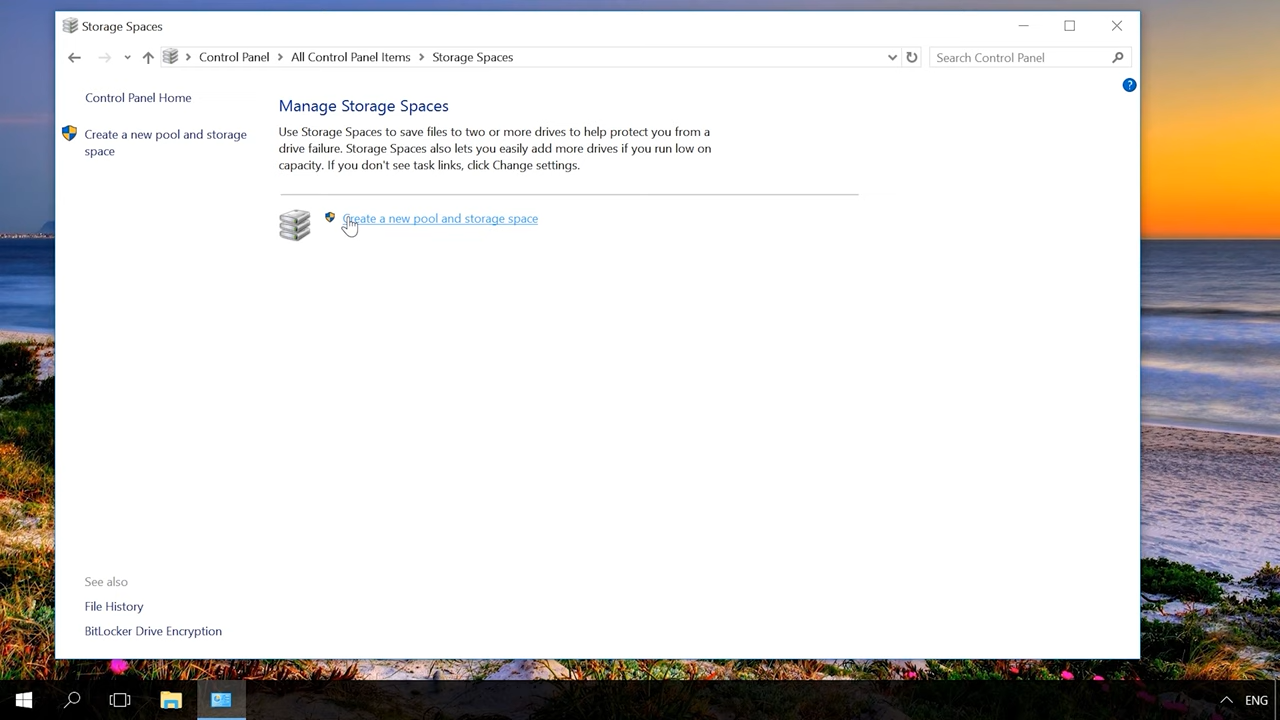 Storage Spaces
Control Panel > All Control Panel Items > Storage Spaces
Search Control Panel
Control Panel Home
Create a new pool and storage
space
Manage Storage Spaces
Use Storage Spaces to save files to two or more drives to help protect you from a
drive failure. Storage Spaces also lets you easily add more drives if you run low on
capacity. If you don't see task links, click Change settings.
Create a new pool and storage space
See also
File History
BitLocker Drive Encryption
ENG